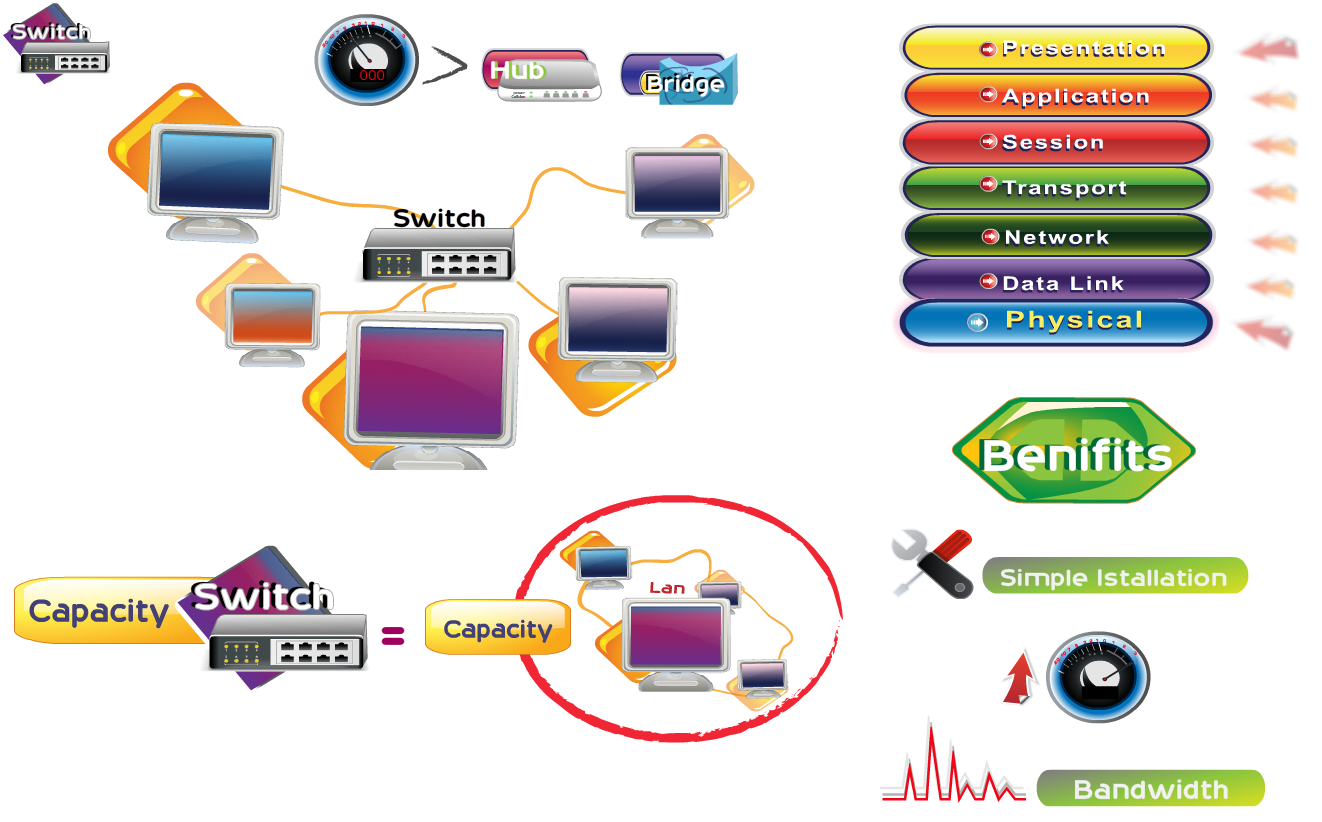 Switch
000
>
Hub
Bridge
Presentation
Application
Session
Transport
Network
Data Link
Physical
Switch
Benifits
Simple Istallation
Capacity
Switch
=
Capacity
Lan
Bandwidth